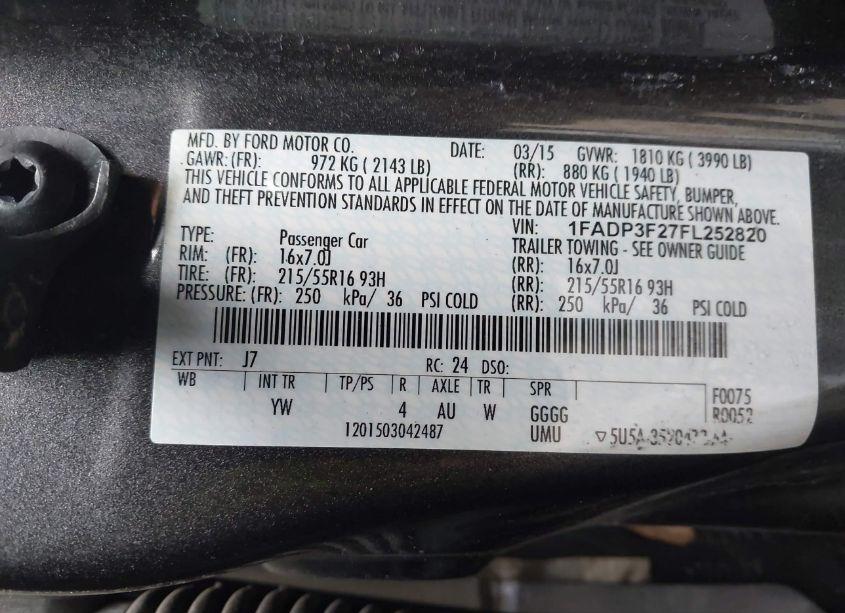 MFD. BY FORD MOTOR CO. DATE: 03/15 GVWR: 1810 KG ( 3990 LB)
GAWR: (FR): 972 KG ( 2143 LB) (RR): 880 KG ( 1940 LB)
THIS VEHICLE CONFORMS TO ALL APPLICABLE FEDERAL MOTOR VEHICLE SAFETY, BUMPER,
AND THEFT PREVENTION STANDARDS IN EFFECT ON THE DATE OF MANUFACTURE SHOWN ABOVE.
VIN: 1FADP3F27FL252820
TYPE: Passenger Car TRAILER TOWING - SEE OWNER GUIDE
RIM: (FR): 16x7.0J (RR): 16x7.0J
TIRE: (FR): 215/55R16 93H (RR): 215/55R16 93H
PRESSURE: (FR): 250 kPa/ 36 PSI COLD (RR): 250 kPa/ 36 PSI COLD
EXT PNT: J7 RC: 24 DSO:
WB INT TR TP/PS R AXLE TR SPR F0075
YW 4 AU W GGGG R0052
1201503042487 UMU